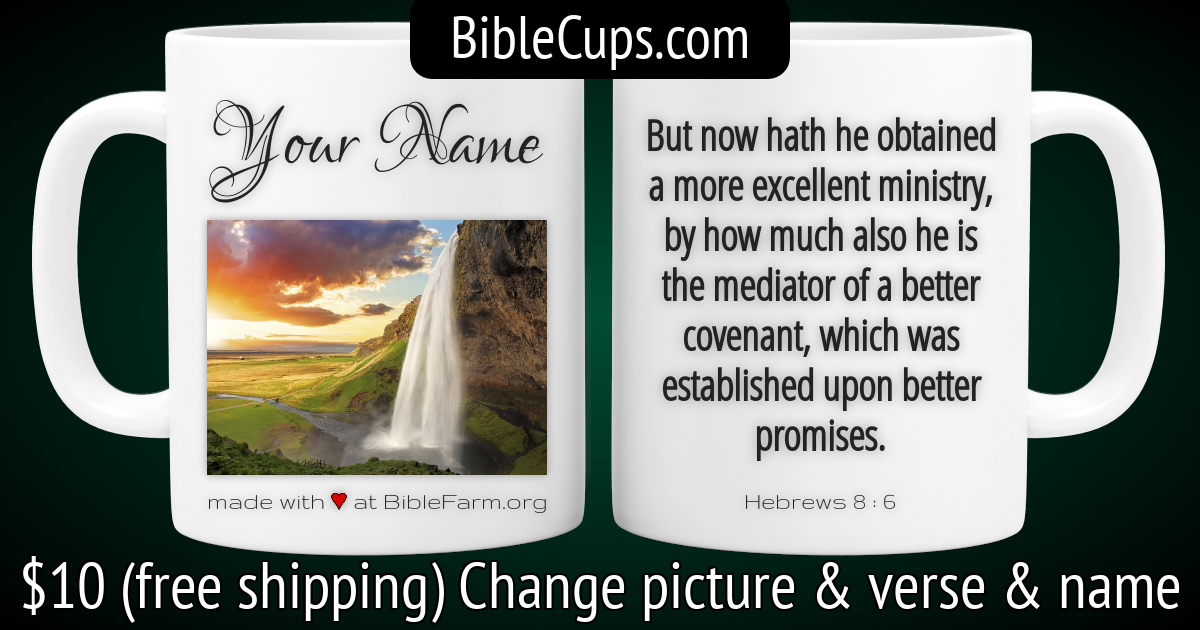 BibleCups.com
Your Name
made with ♥ at BibleFarm.org
But now hath he obtained
a more excellent ministry,
by how much also he is
the mediator of a better
covenant, which was
established upon better
promises.
Hebrews 8 : 6
$10 (free shipping) Change picture & verse & name